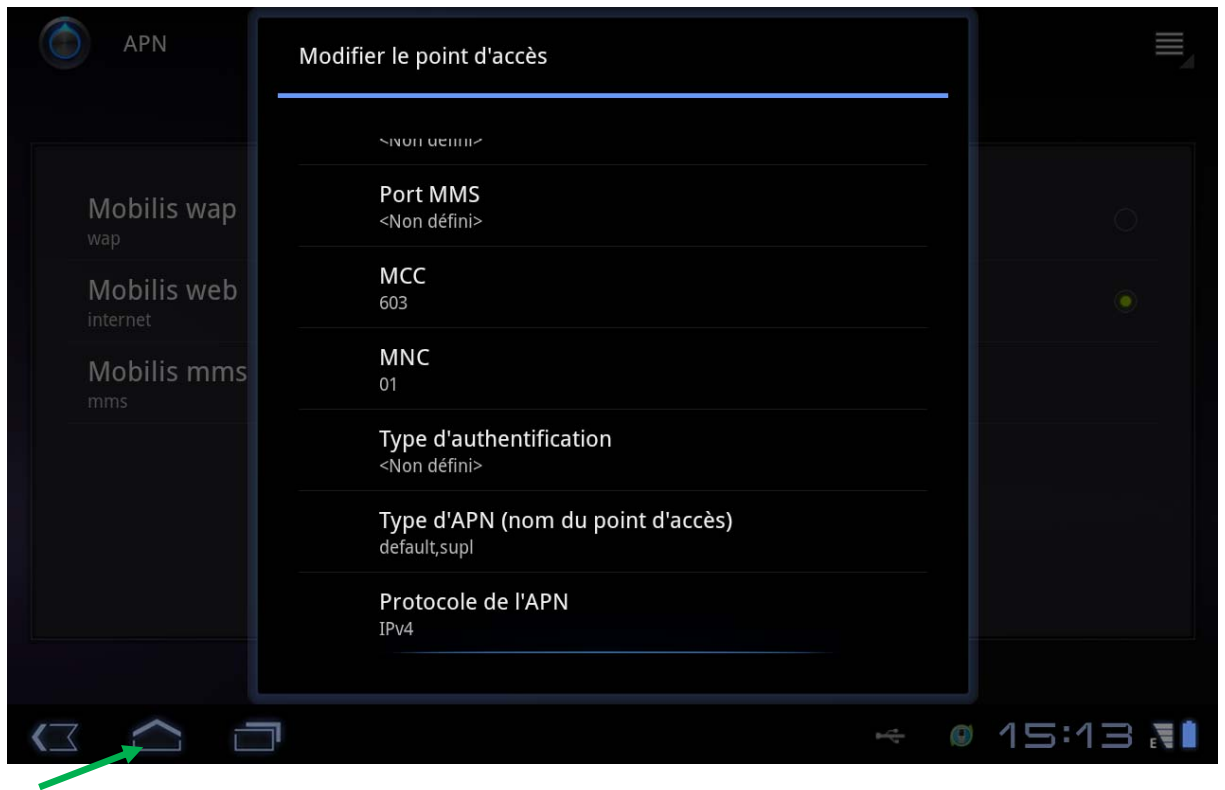 APN
Modifier le point d'accès
<Non défini>
Port MMS
<Non défini>
MCC
603
MNC
01
Type d'authentification
<Non défini>
Type d'APN (nom du point d'accès)
default,supl
Protocole de l'APN
IPv4
Mobilis wap
wap
Mobilis web
internet
Mobilis mms
mms
15:13
E